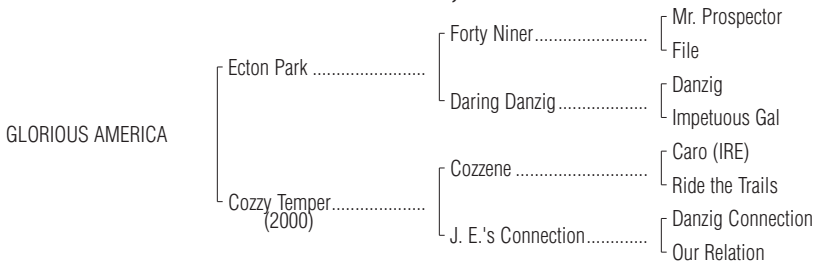 Mr. Prospector
Forty Niner..............................
File
Ecton Park ..............................
Danzig
Daring Danzig........................
Impetuous Gal
GLORIOUS AMERICA
Caro (IRE)
Cozzene ...................................
Ride the Trails
Cozzy Temper.........................
(2000)
Danzig Connection
J. E.'s Connection................
Our Relation